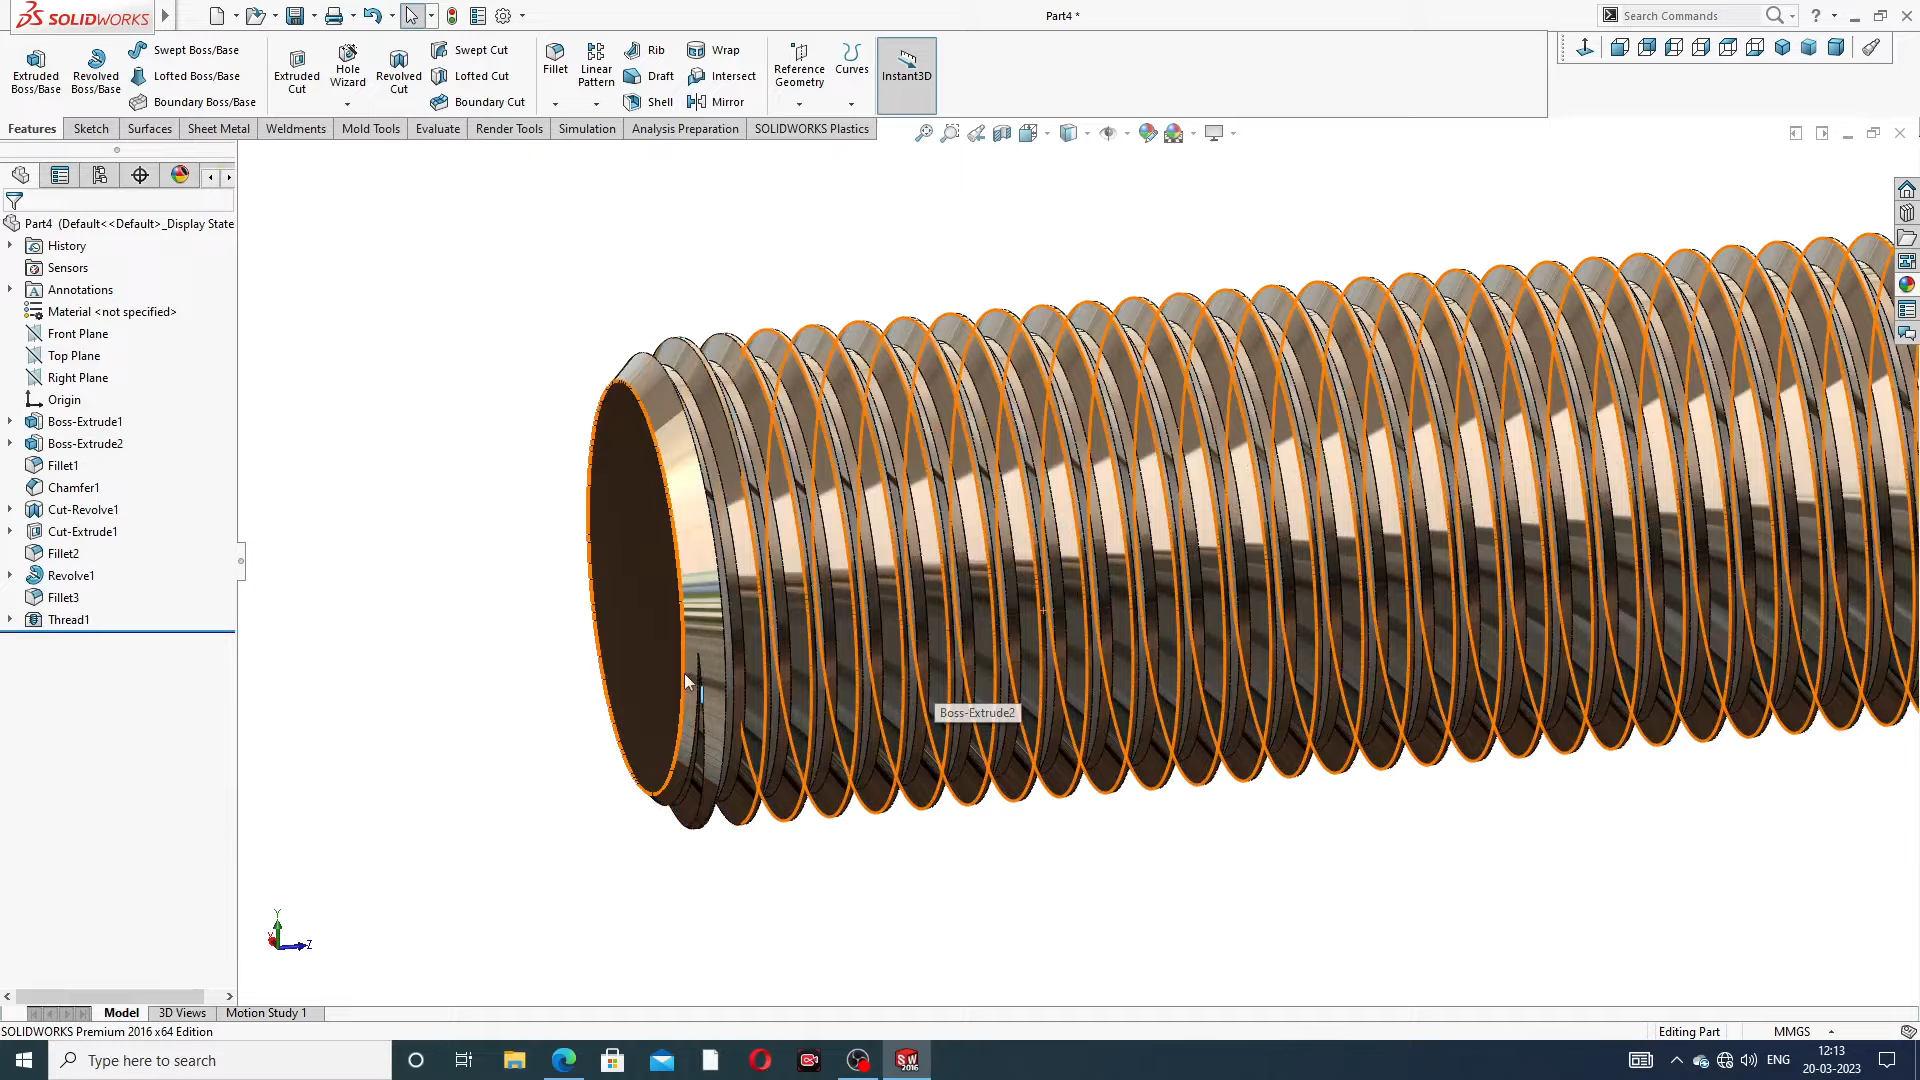 SOLIDWORKS
Part4 *
Search Commands
?
Extruded Boss/Base
Revolved Boss/Base
Swept Boss/Base
Lofted Boss/Base
Boundary Boss/Base
Extruded Cut
Hole Wizard
Revolved Cut
Swept Cut
Lofted Cut
Boundary Cut
Fillet
Linear Pattern
Rib
Draft
Shell
Wrap
Intersect
Mirror
Reference Geometry
Curves
Instant3D
Features
Sketch
Surfaces
Sheet Metal
Weldments
Mold Tools
Evaluate
Render Tools
Simulation
Analysis Preparation
SOLIDWORKS Plastics
Part4 (Default<<Default>_Display State
History
Sensors
Annotations
Material <not specified>
Front Plane
Top Plane
Right Plane
Origin
Boss-Extrude1
Boss-Extrude2
Fillet1
Chamfer1
Cut-Revolve1
Cut-Extrude1
Fillet2
Revolve1
Fillet3
Thread1
Boss-Extrude2
Y
Z
Model
3D Views
Motion Study 1
SOLIDWORKS Premium 2016 x64 Edition
Editing Part
MMGS
Type here to search
SW
2016
ENG
12:13
20-03-2023